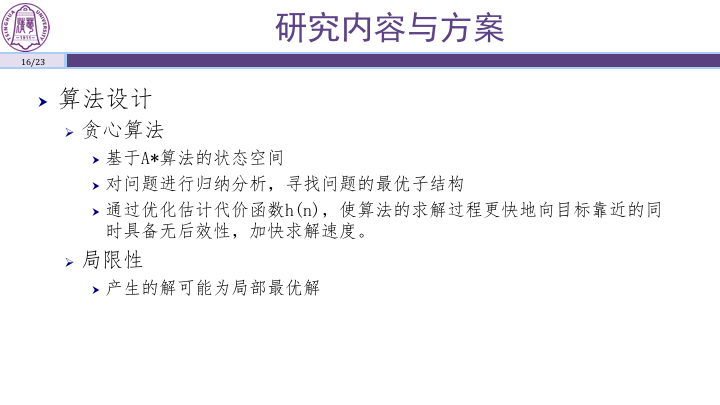 研究内容与方案
TSINGHUA UNIVERSITY
1911
16/23
算法设计
贪心算法
基于A*算法的状态空间
对问题进行归纳分析，寻找问题的最优子结构
通过优化估计代价函数h(n)，使算法的求解过程更快地向目标靠近的同
时具备无后效性，加快求解速度。
局限性
产生的解可能为局部最优解